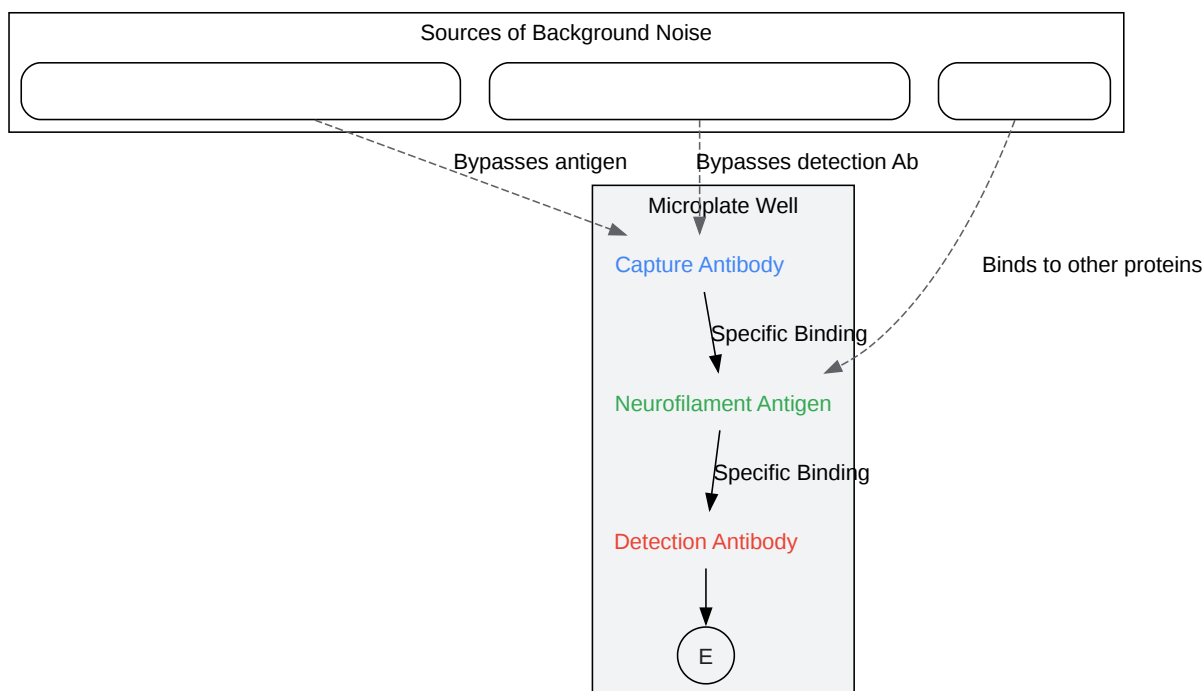 Sources of Background Noise
Bypasses antigen
Bypasses detection Ab
Microplate Well
Capture Antibody
Binds to other proteins
Specific Binding
Neurofilament Antigen
Specific Binding
Detection Antibody
E